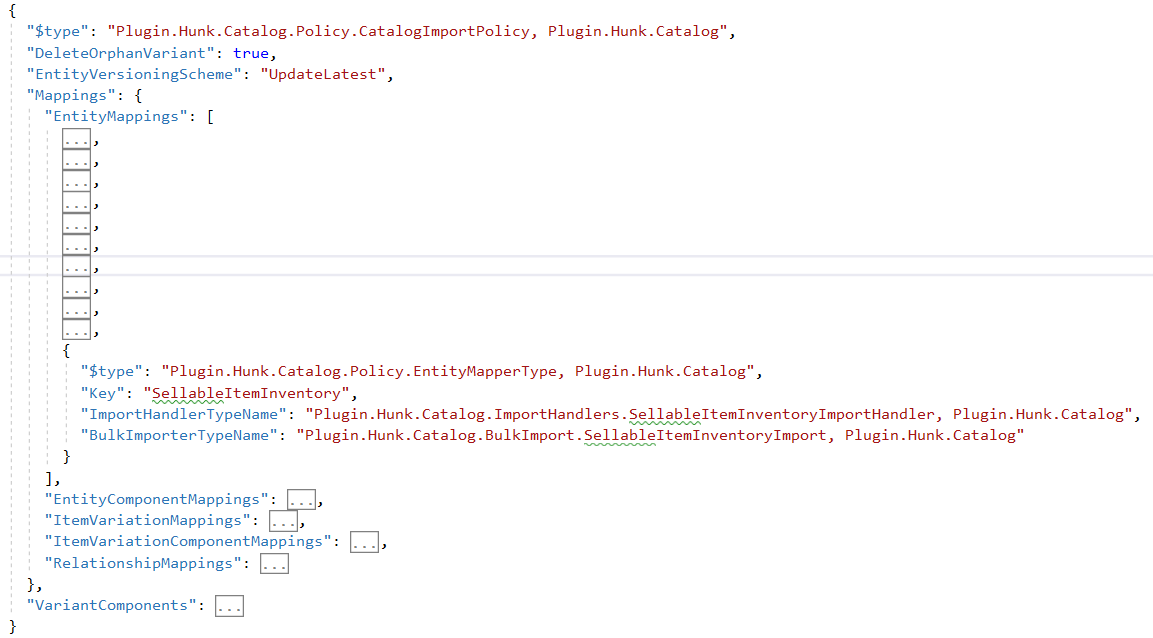 {
"$type": "Plugin.Hunk.Catalog.Policy.CatalogImportPolicy, Plugin.Hunk.Catalog",
"DeleteOrphanVariant": true,
"EntityVersioningScheme": "UpdateLatest",
"Mappings": {
"EntityMappings": [
...,
...,
...,
...,
...,
...,
...,
...,
...,
...,
{
"$type": "Plugin.Hunk.Catalog.Policy.EntityMapperType, Plugin.Hunk.Catalog",
"Key": "SellableItemInventory",
"ImportHandlerTypeName": "Plugin.Hunk.Catalog.ImportHandlers.SellableItemInventoryImportHandler, Plugin.Hunk.Catalog",
"BulkImporterTypeName": "Plugin.Hunk.Catalog.BulkImport.SellableItemInventoryImport, Plugin.Hunk.Catalog"
}
],
"EntityComponentMappings": ...,
"ItemVariationMappings": ...,
"ItemVariationComponentMappings": ...,
"RelationshipMappings": ...
},
"VariantComponents": ...
}